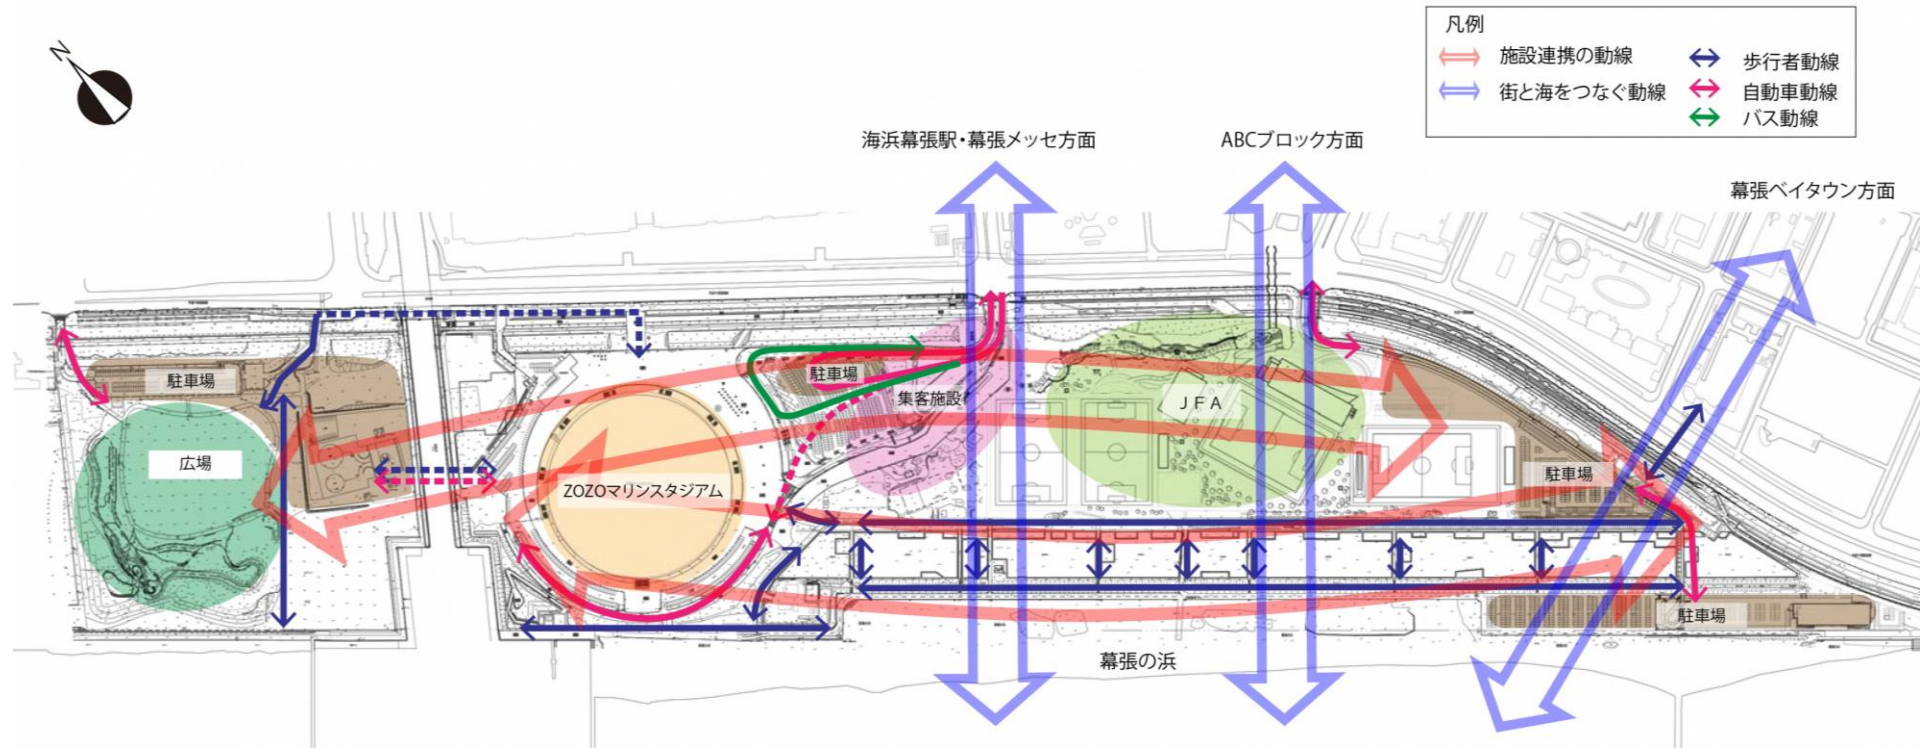 N
凡例
施設連携の動線
歩行者動線
街と海をつなぐ動線
自動車動線
バス動線
海浜幕張駅・幕張メッセ方面
ABCブロック方面
幕張ベイタウン方面
駐車場
駐車場
集客施設
JFA
広場
ZOZOマリンスタジアム
駐車場
駐車場
幕張の浜